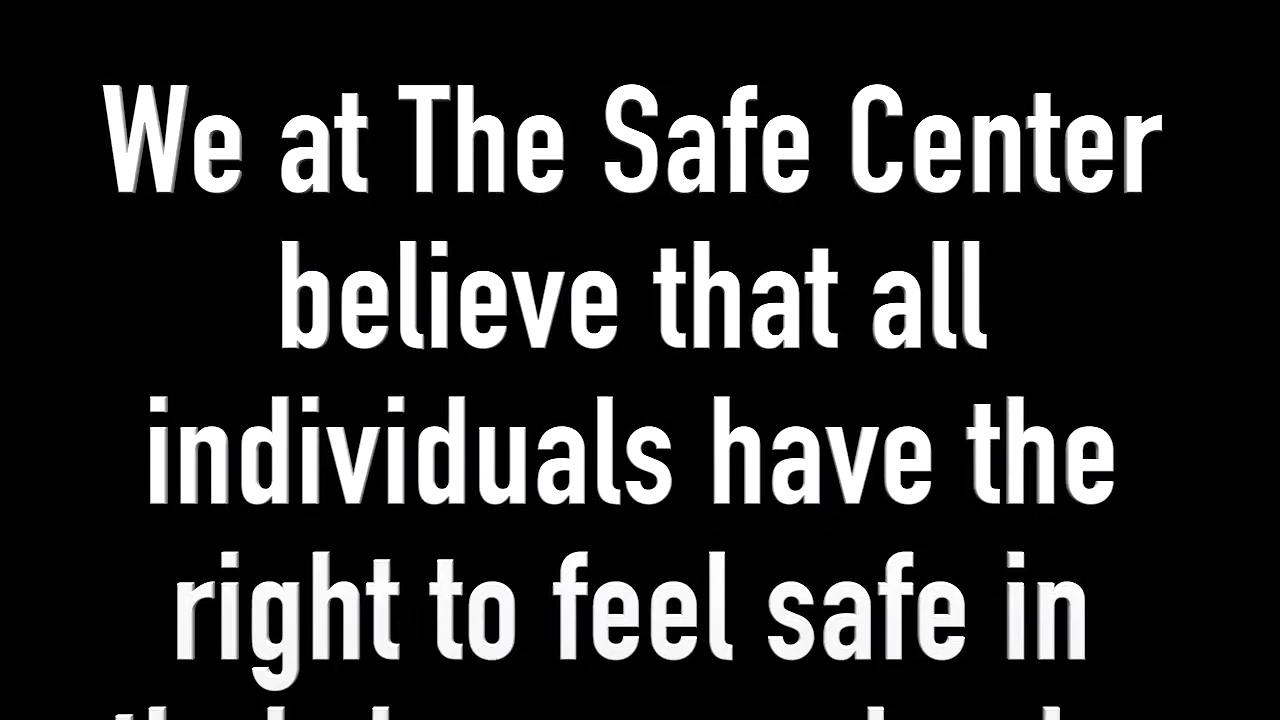 We at The Safe Center
believe that all
individuals have the
right to feel safe in